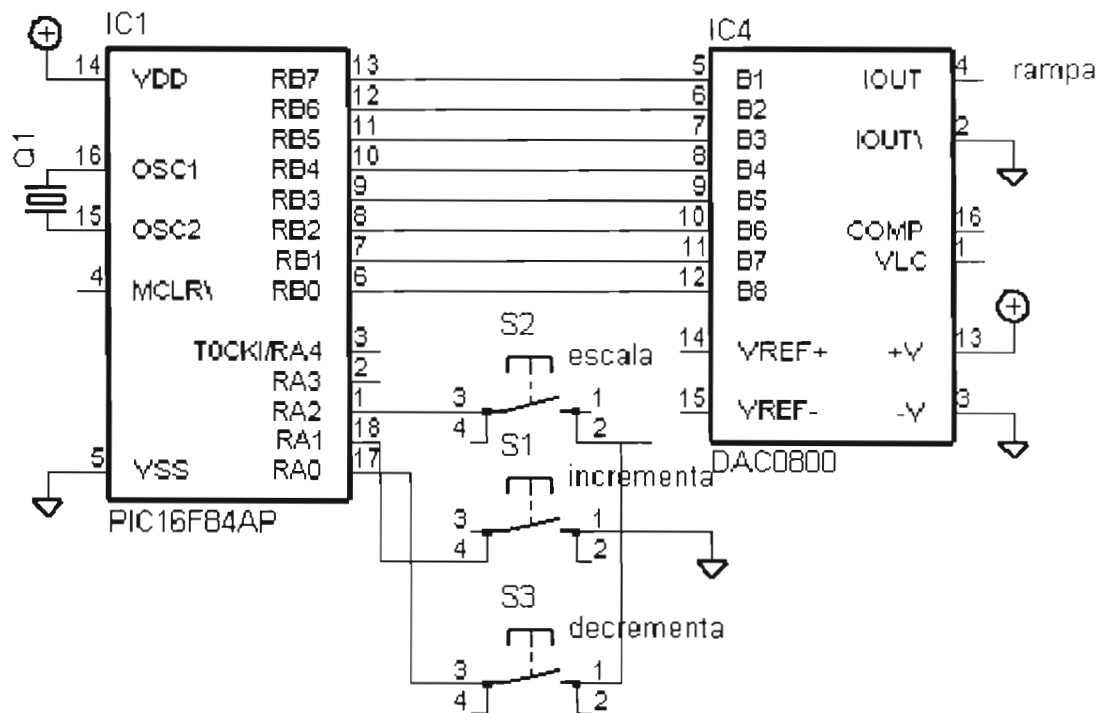 IC1
14 VDD
16 OSC1
Q1
15 OSC2
4 MCLR\
5 VSS
RB7 13
RB6 12
RB5 11
RB4 10
RB3 9
RB2 8
RB1 7
RB0 6
T0CKI/RA4 3
RA3 2
RA2 1
RA1 18
RA0 17
PIC16F84AP
IC4
5 B1
6 B2
7 B3
8 B4
9 B5
10 B6
11 B7
12 B8
14 VREF+
15 VREF-
IOUT 4
rampa
IOUT\ 2
COMP 16
VLC 1
+V 13
-V 3
DAC0800
S2
escala
3 1
4 2
S1
incrementa
3 1
4 2
S3
decrementa
3 1
4 2